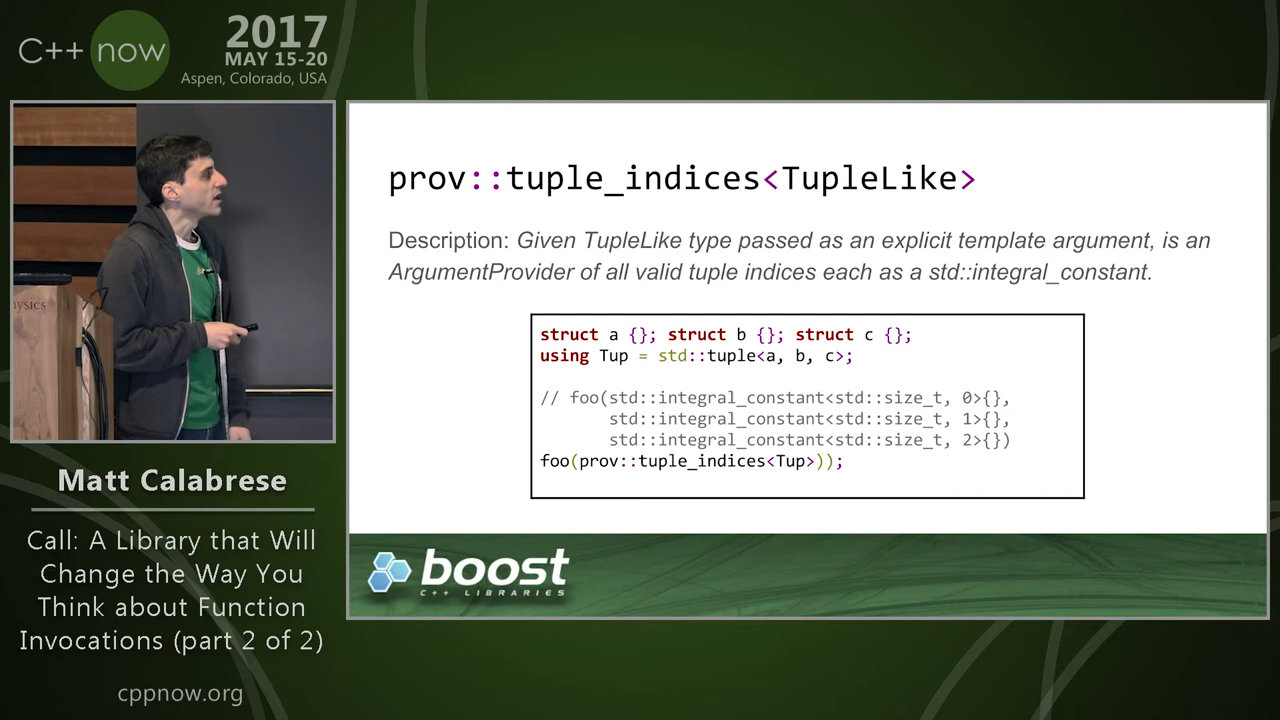 C++ now
2017
MAY 15-20
Aspen, Colorado, USA
ysics
Matt Calabrese
Call: A Library that Will
Change the Way You
Think about Function
Invocations (part 2 of 2)
cppnow.org
prov::tuple_indices<TupleLike>
Description: Given TupleLike type passed as an explicit template argument, is an
ArgumentProvider of all valid tuple indices each as a std::integral_constant.
struct a {}; struct b {}; struct c {};
using Tup = std::tuple<a, b, c>;
// foo(std::integral_constant<std::size_t, 0>{},
std::integral_constant<std::size_t, 1>{},
std::integral_constant<std::size_t, 2>{})
foo(prov::tuple_indices<Tup>));
boost
C++ LIBRARIES